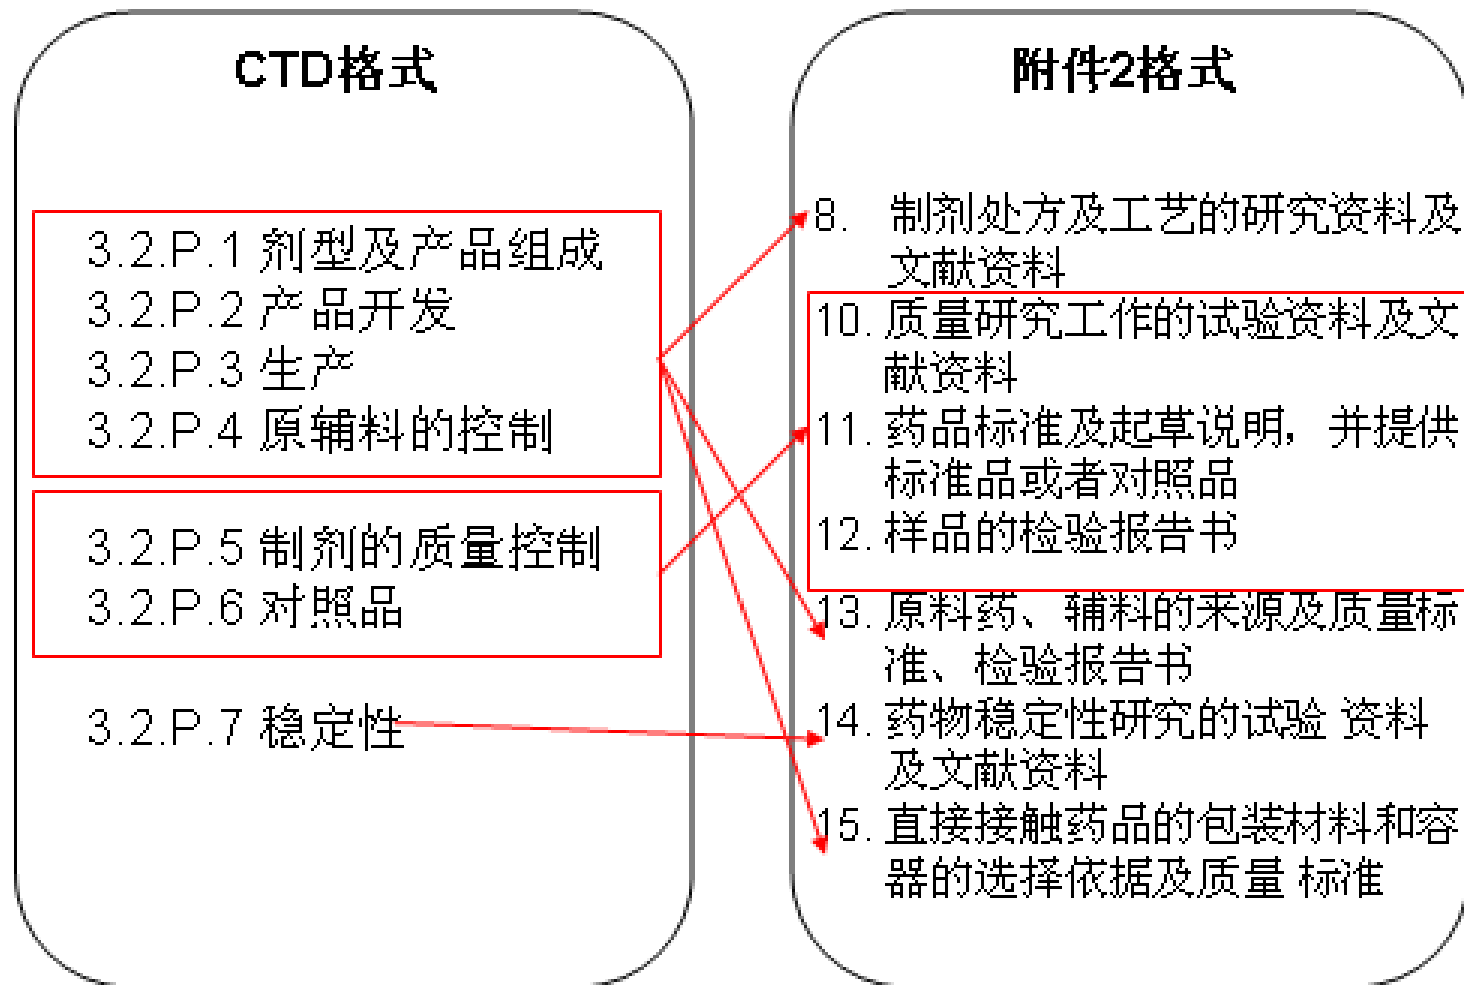 CTD格式
3.2.P.1 剂型及产品组成
3.2.P.2 产品开发
3.2.P.3 生产
3.2.P.4 原辅料的控制
3.2.P.5 制剂的质量控制
3.2.P.6 对照品
3.2.P.7 稳定性
附件2格式
8. 制剂处方及工艺的研究资料及
文献资料
10. 质量研究工作的试验资料及文
献资料
11. 药品标准及起草说明，并提供
标准品或者对照品
12. 样品的检验报告书
13. 原料药、辅料的来源及质量标
准、检验报告书
14. 药物稳定性研究的试验 资料
及文献资料
15. 直接接触药品的包装材料和容
器的选择依据及质量 标准